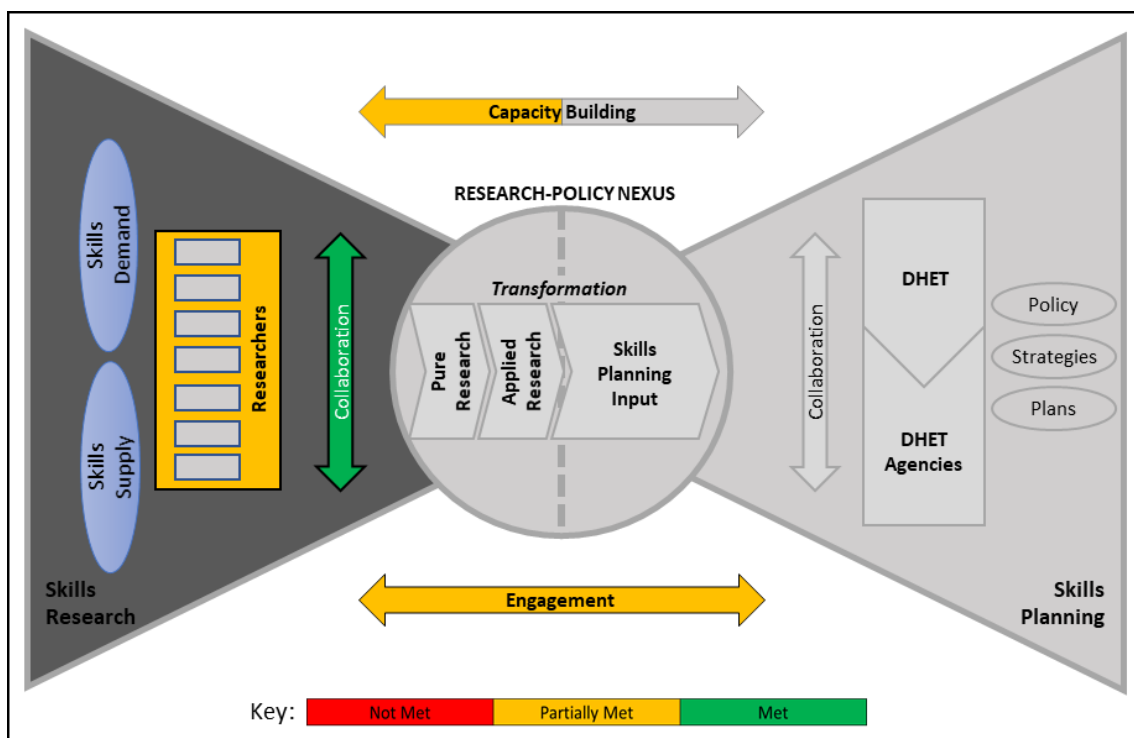 Capacity Building
RESEARCH-POLICY NEXUS
Skills
Demand
Skills
Supply
Researchers
Collaboration
Transformation
Pure
Research
Applied
Research
Skills
Planning
Input
Collaboration
DHET
DHET
Agencies
Policy
Strategies
Plans
Skills
Research
Engagement
Skills
Planning
Key:
Not Met
Partially Met
Met